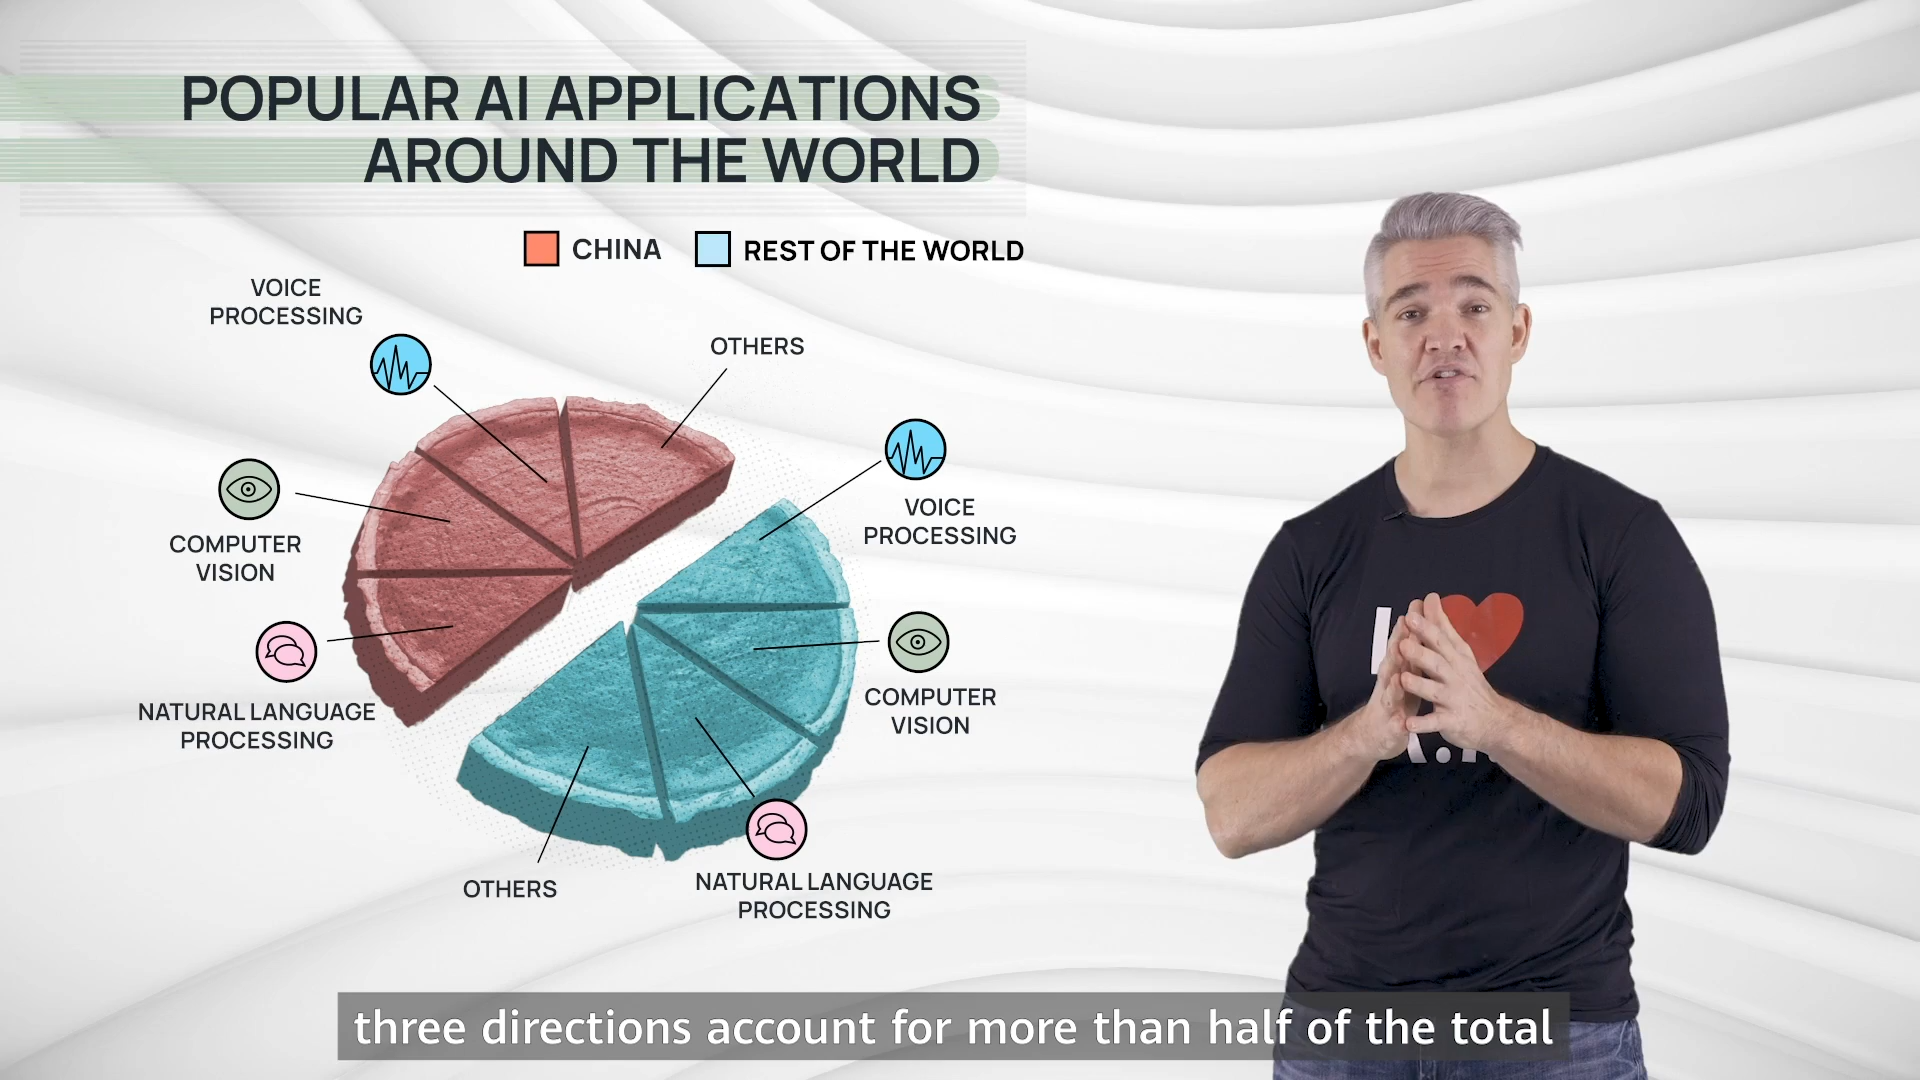 POPULAR AI APPLICATIONS
AROUND THE WORLD
CHINA
REST OF THE WORLD
VOICE
PROCESSING
OTHERS
VOICE
PROCESSING
COMPUTER
VISION
COMPUTER
VISION
NATURAL LANGUAGE
PROCESSING
OTHERS
NATURAL LANGUAGE
PROCESSING
I
three directions account for more than half of the total